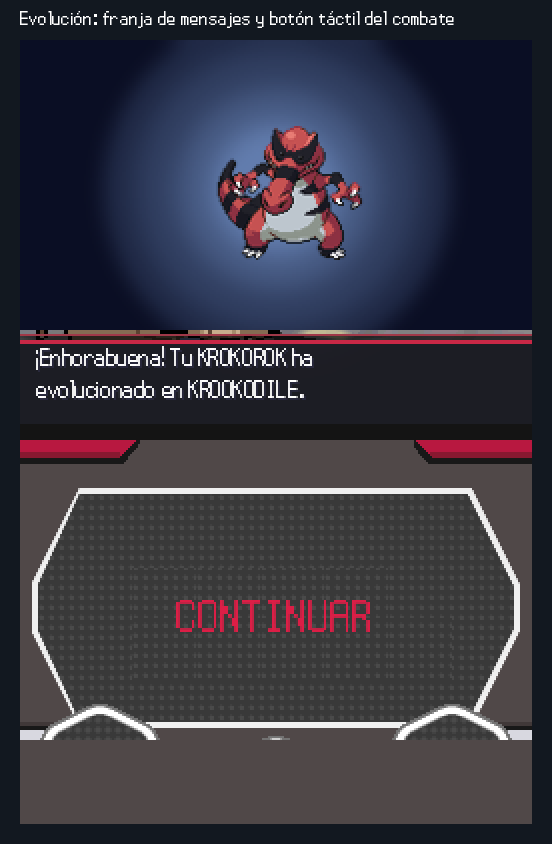 Evolución: franja de mensajes y botón táctil del combate
¡Enhorabuena! Tu KROKOROK ha
evolucionado en KROOKODILE.
CONTINUAR